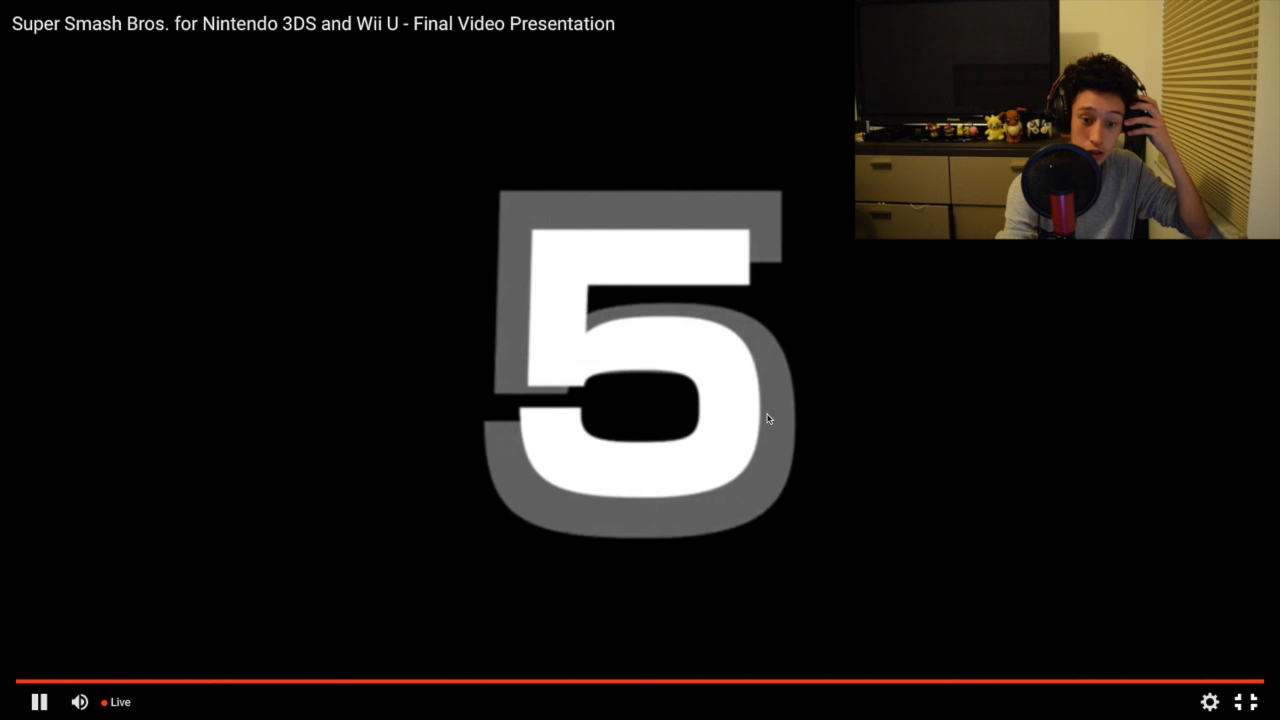 Super Smash Bros. for Nintendo 3DS and Wii U - Final Video Presentation
5
Live